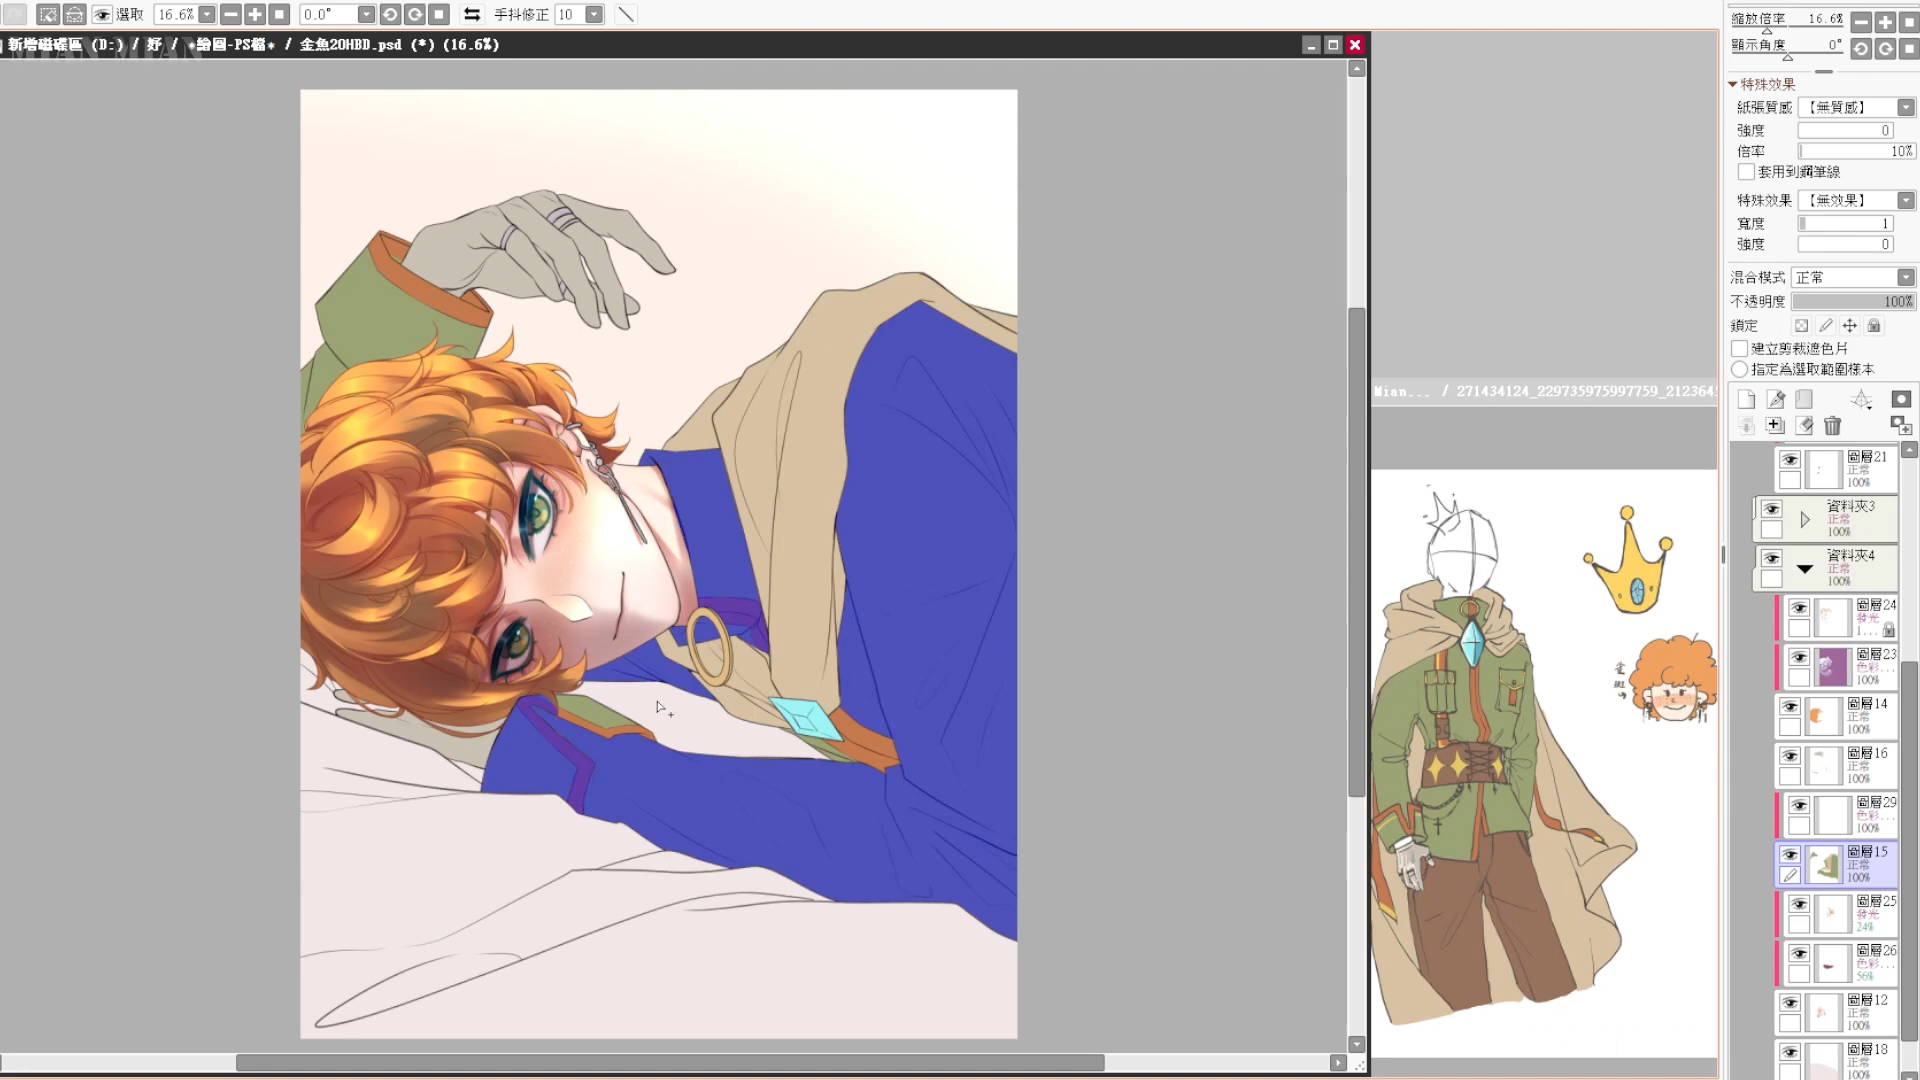 選取 16.6% 0.0° 手抖修正 10
新增磁碟區 (D:) / 妤 / *繪圖-PS檔* / 金魚20HBD.psd (*) (16.6%)
MIAN MIAN
縮放倍率 16.6%
顯示角度 0°
特殊效果
紙張質感 【無質感】
強度 0
倍率 10%
套用到鋼筆線
特殊效果 【無效果】
寬度 1
強度 0
混合模式 正常
不透明度 100%
鎖定
建立剪裁遮色片
指定為選取範圍樣本
Mian... / 271434124_229735975997759_212364
圖層21
正常
100%
資料夾3
正常
100%
資料夾4
正常
100%
圖層24
發光
1...
圖層23
色彩...
100%
圖層14
正常
100%
圖層16
正常
100%
圖層29
色彩...
100%
圖層15
正常
100%
圖層25
發光
24%
圖層26
色彩...
56%
圖層12
正常
100%
圖層18
正常
100%
雀斑